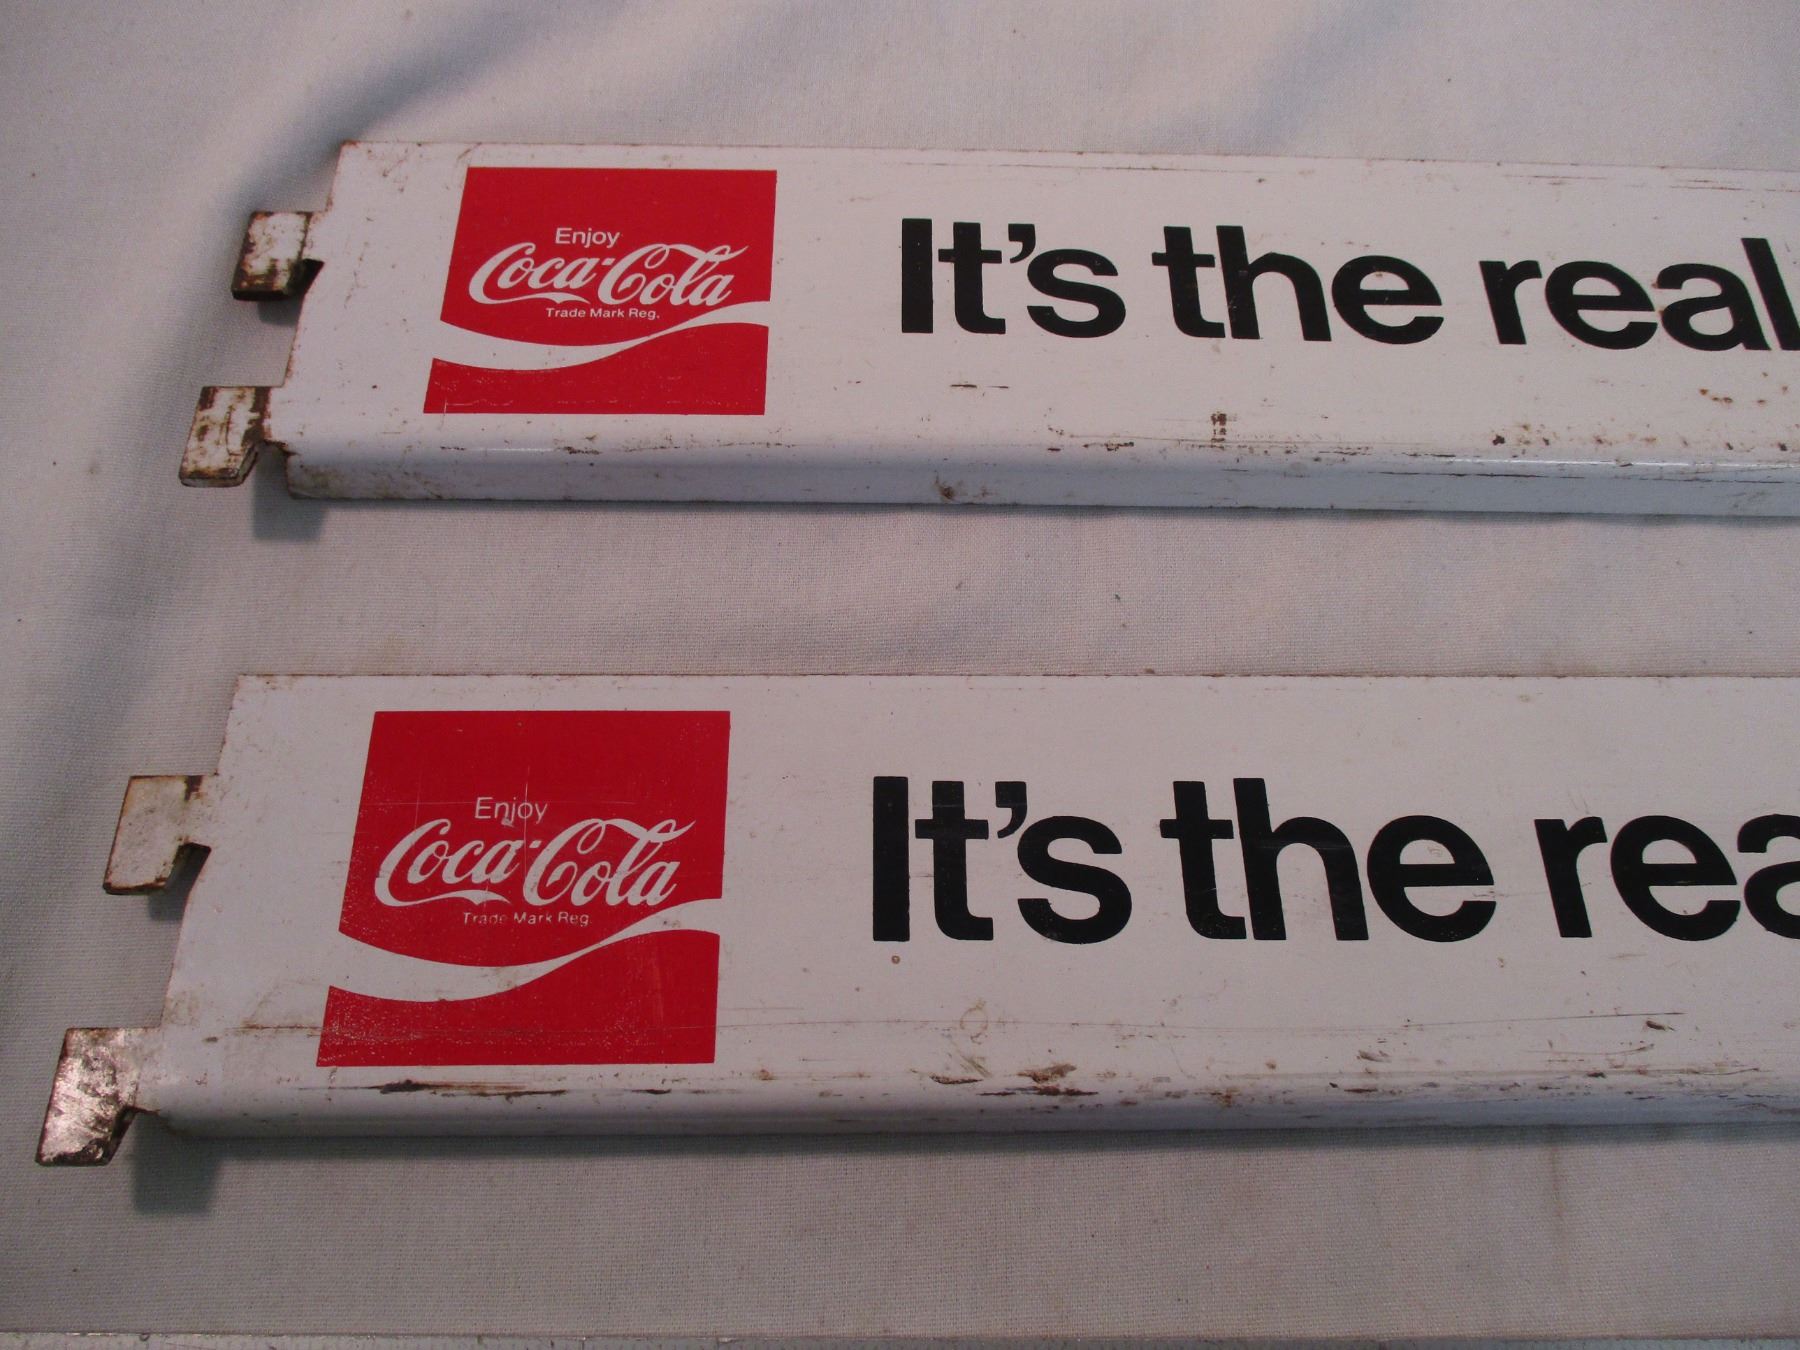 Enjoy
Coca-Cola
Trade Mark Reg.
It's the real
Enjoy
Coca-Cola
Trade Mark Reg.
It's the rea